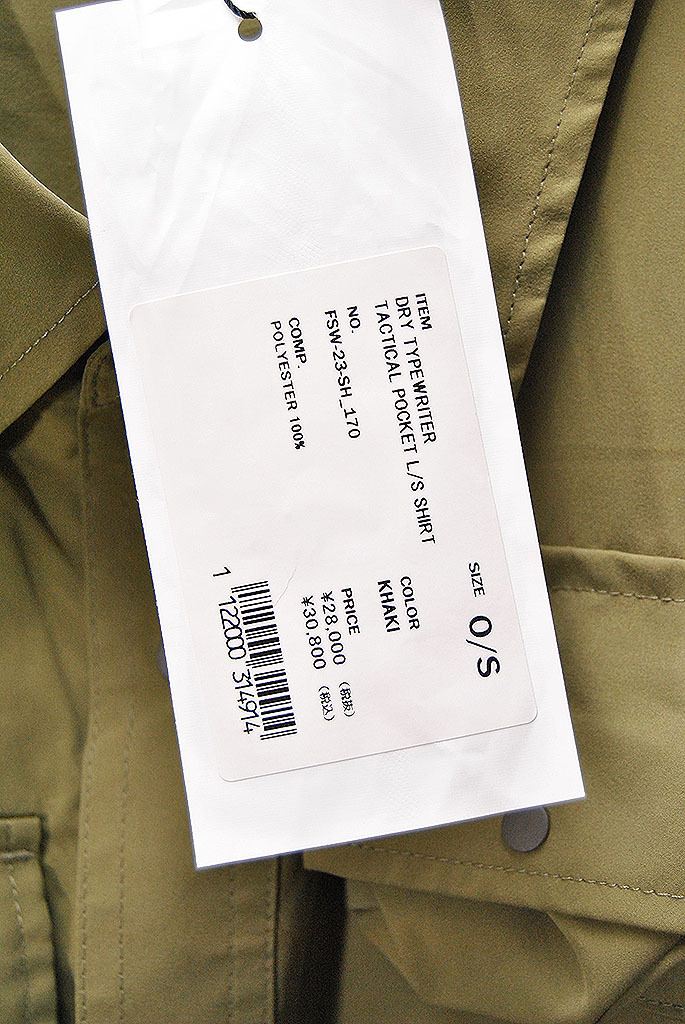 SIZE O/S
ITEM
DRY TYPEWRITER
TACTICAL POCKET L/S SHIRT
COLOR
KHAKI
NO.
FSW-23-SH_170
PRICE
¥28,000 (税抜)
¥30,800 (税込)
COMP.
POLYESTER 100%
1 122000 314914